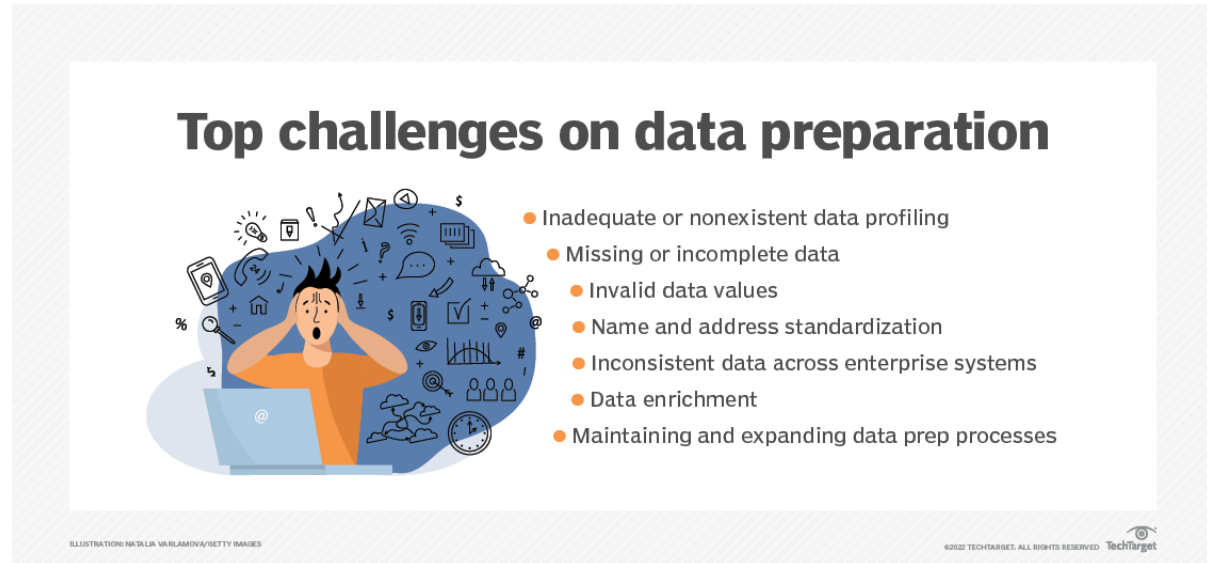 Top challenges on data preparation
Inadequate or nonexistent data profiling
Missing or incomplete data
Invalid data values
Name and address standardization
Inconsistent data across enterprise systems
Data enrichment
Maintaining and expanding data prep processes
$
%
$
@
#
@
ILLUSTRATION: NATALIA VARLAMOVA/GETTY IMAGES
©2022 TECHTARGET. ALL RIGHTS RESERVED TechTarget